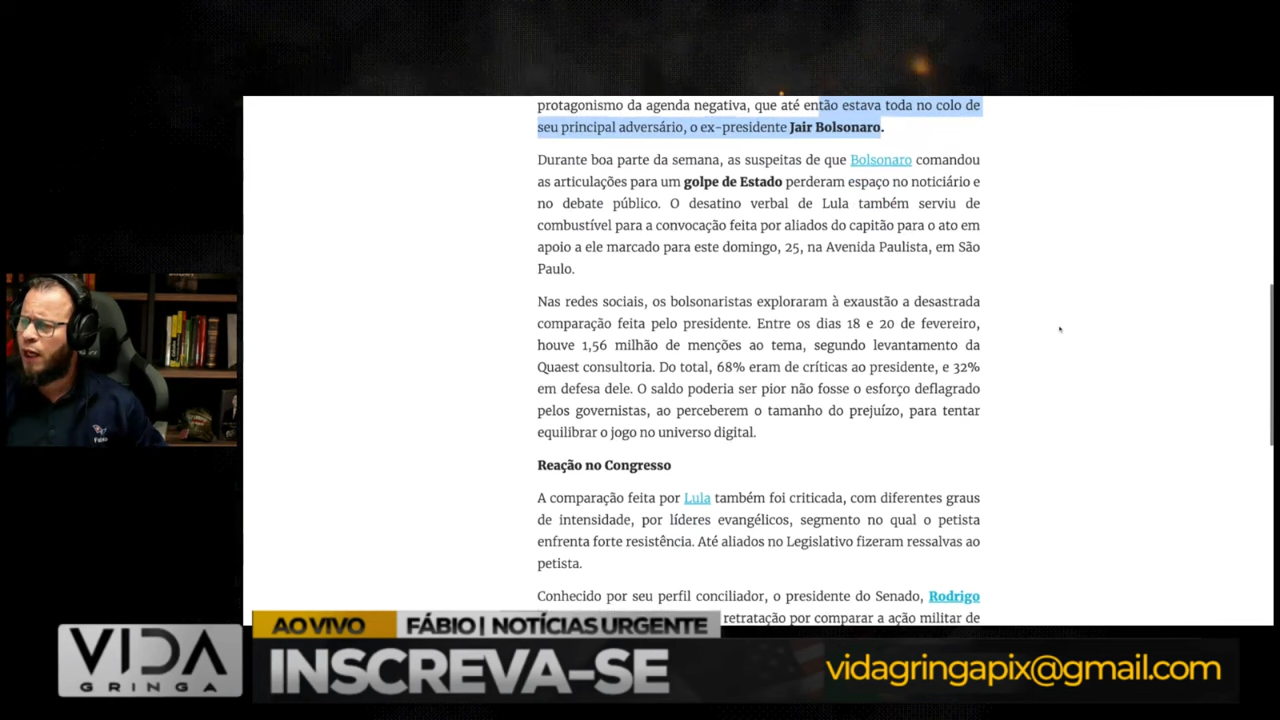 protagonismo da agenda negativa, que até então estava toda no colo de
seu principal adversário, o ex-presidente Jair Bolsonaro.
Durante boa parte da semana, as suspeitas de que Bolsonaro comandou
as articulações para um golpe de Estado perderam espaço no noticiário e
no debate público. O desatino verbal de Lula também serviu de
combustível para a convocação feita por aliados do capitão para o ato em
apoio a ele marcado para este domingo, 25, na Avenida Paulista, em São
Paulo.
Nas redes sociais, os bolsonaristas exploraram à exaustão a desastrada
comparação feita pelo presidente. Entre os dias 18 e 20 de fevereiro,
houve 1,56 milhão de menções ao tema, segundo levantamento da
Quaest consultoria. Do total, 68% eram de críticas ao presidente, e 32%
em defesa dele. O saldo poderia ser pior não fosse o esforço deflagrado
pelos governistas, ao perceberem o tamanho do prejuízo, para tentar
equilibrar o jogo no universo digital.
Reação no Congresso
A comparação feita por Lula também foi criticada, com diferentes graus
de intensidade, por líderes evangélicos, segmento no qual o petista
enfrenta forte resistência. Até aliados no Legislativo fizeram ressalvas ao
petista.
Conhecido por seu perfil conciliador, o presidente do Senado, Rodrigo
retratação por comparar a ação militar de
AO VIVO FÁBIO | NOTÍCIAS URGENTE
VIDA
GRINGA
INSCREVA-SE
vidagringapix@gmail.com